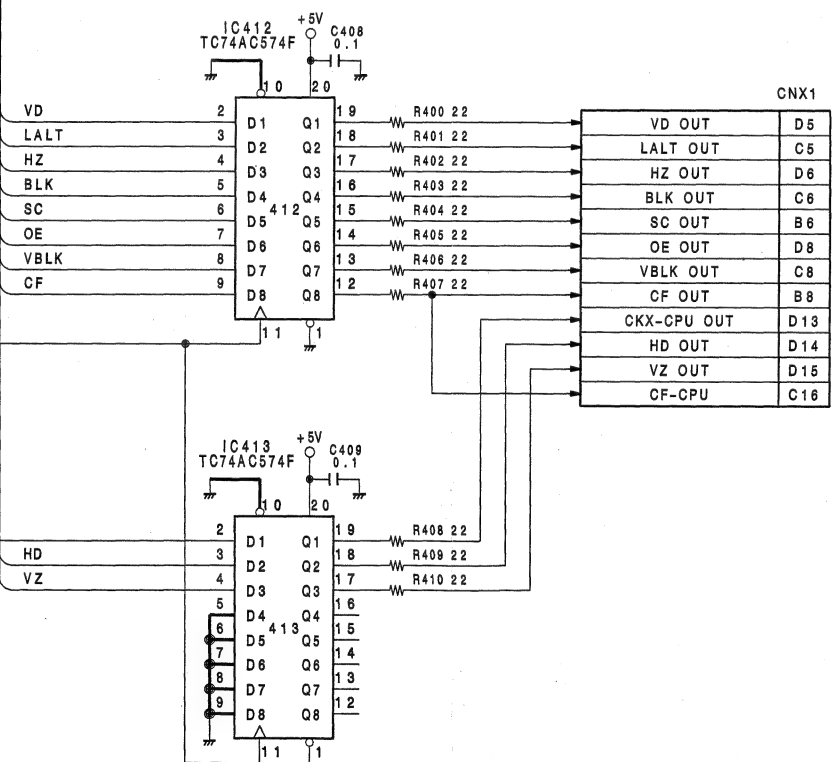 IC412
TC74AC574F
+5V
C408
0.1
10
20
CNX1
VD 2 D1 Q1 19 R400 22 VD OUT D5
LALT 3 D2 Q2 18 R401 22 LALT OUT C5
HZ 4 D3 Q3 17 R402 22 HZ OUT D6
BLK 5 D4 Q4 16 R403 22 BLK OUT C6
412
SC 6 D5 Q5 15 R404 22 SC OUT B6
OE 7 D6 Q6 14 R405 22 OE OUT D8
VBLK 8 D7 Q7 13 R406 22 VBLK OUT C8
CF 9 D8 Q8 12 R407 22 CF OUT B8
11
1
CKX-CPU OUT D13
HD OUT D14
VZ OUT D15
CF-CPU C16
IC413
TC74AC574F
+5V
C409
0.1
10
20
2 D1 Q1 19 R408 22
HD 3 D2 Q2 18 R409 22
VZ 4 D3 Q3 17 R410 22
5 D4 Q4 16
413
6 D5 Q5 15
7 D6 Q6 14
8 D7 Q7 13
9 D8 Q8 12
11
1